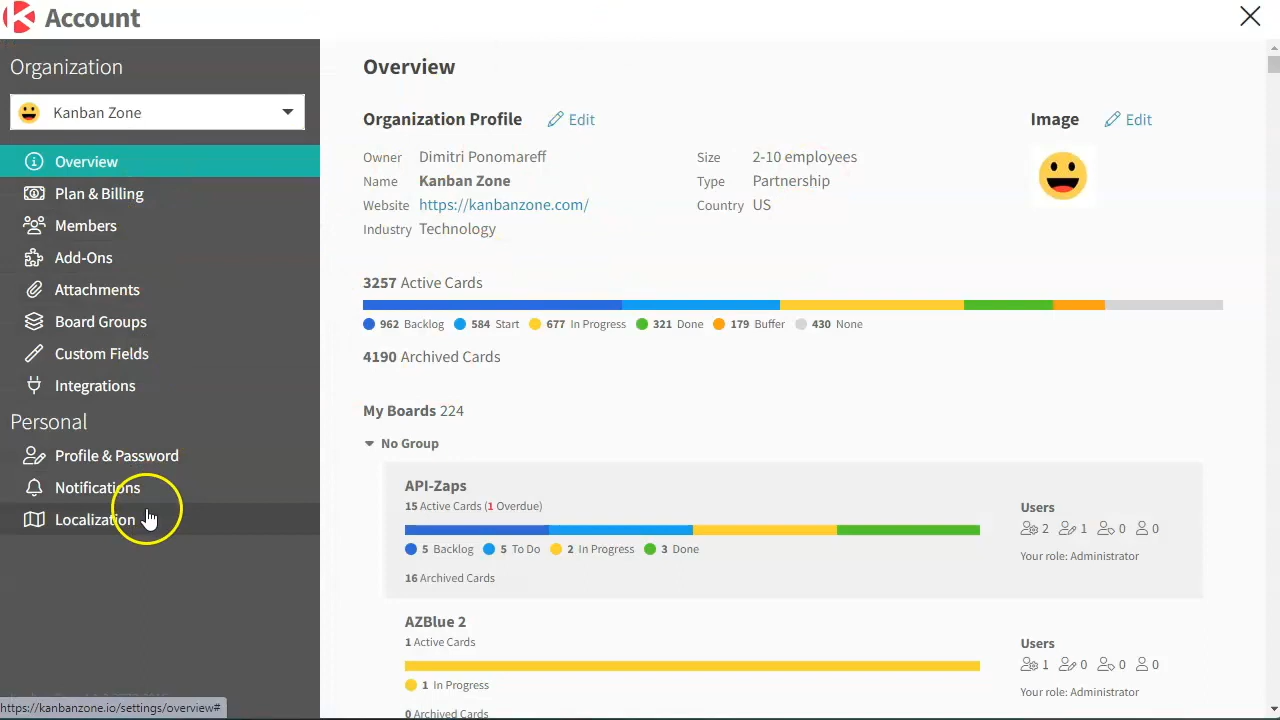 Account
Organization
Kanban Zone
Overview
Plan & Billing
Members
Add-Ons
Attachments
Board Groups
Custom Fields
Integrations
Personal
Profile & Password
Notifications
Localization
https://kanbanzone.io/settings/overview#
Overview
Organization Profile Edit
Owner Dimitri Ponomareff
Name Kanban Zone
Website https://kanbanzone.com/
Industry Technology
Size 2-10 employees
Type Partnership
Country US
Image Edit
3257 Active Cards
962 Backlog 584 Start 677 In Progress 321 Done 179 Buffer 430 None
4190 Archived Cards
My Boards 224
No Group
API-Zaps
15 Active Cards (1 Overdue)
5 Backlog 5 To Do 2 In Progress 3 Done
16 Archived Cards
Users
2 1 0 0
Your role: Administrator
AZBlue 2
1 Active Cards
1 In Progress
0 Archived Cards
Users
1 0 0 0
Your role: Administrator